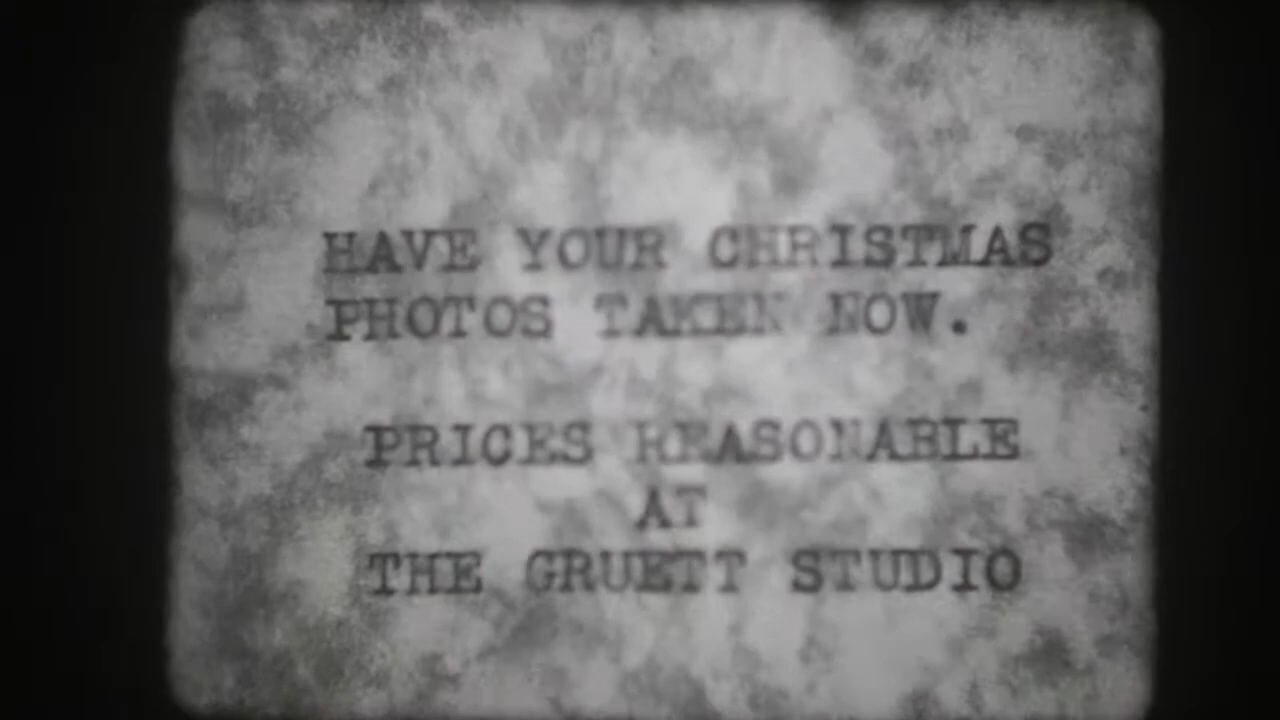 HAVE YOUR CHRISTMAS
PHOTOS TAKEN NOW.
PRICES REASONABLE
AT
THE GRUETT STUDIO